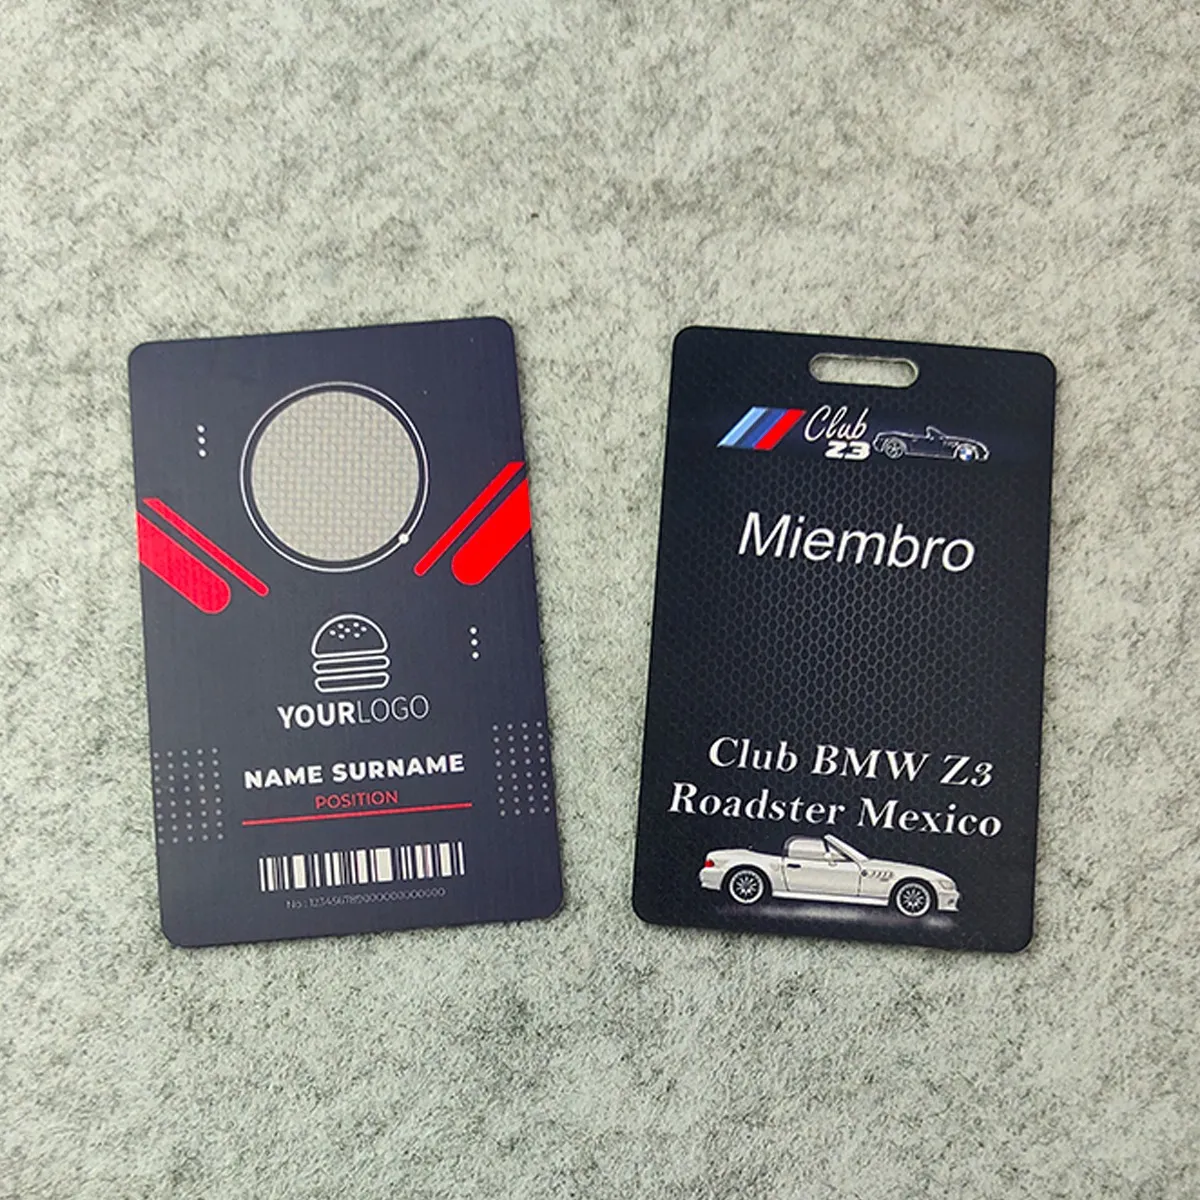 YOURLOGO
NAME SURNAME
POSITION
Club
Z3
Miembro
Club BMW Z3
Roadster Mexico